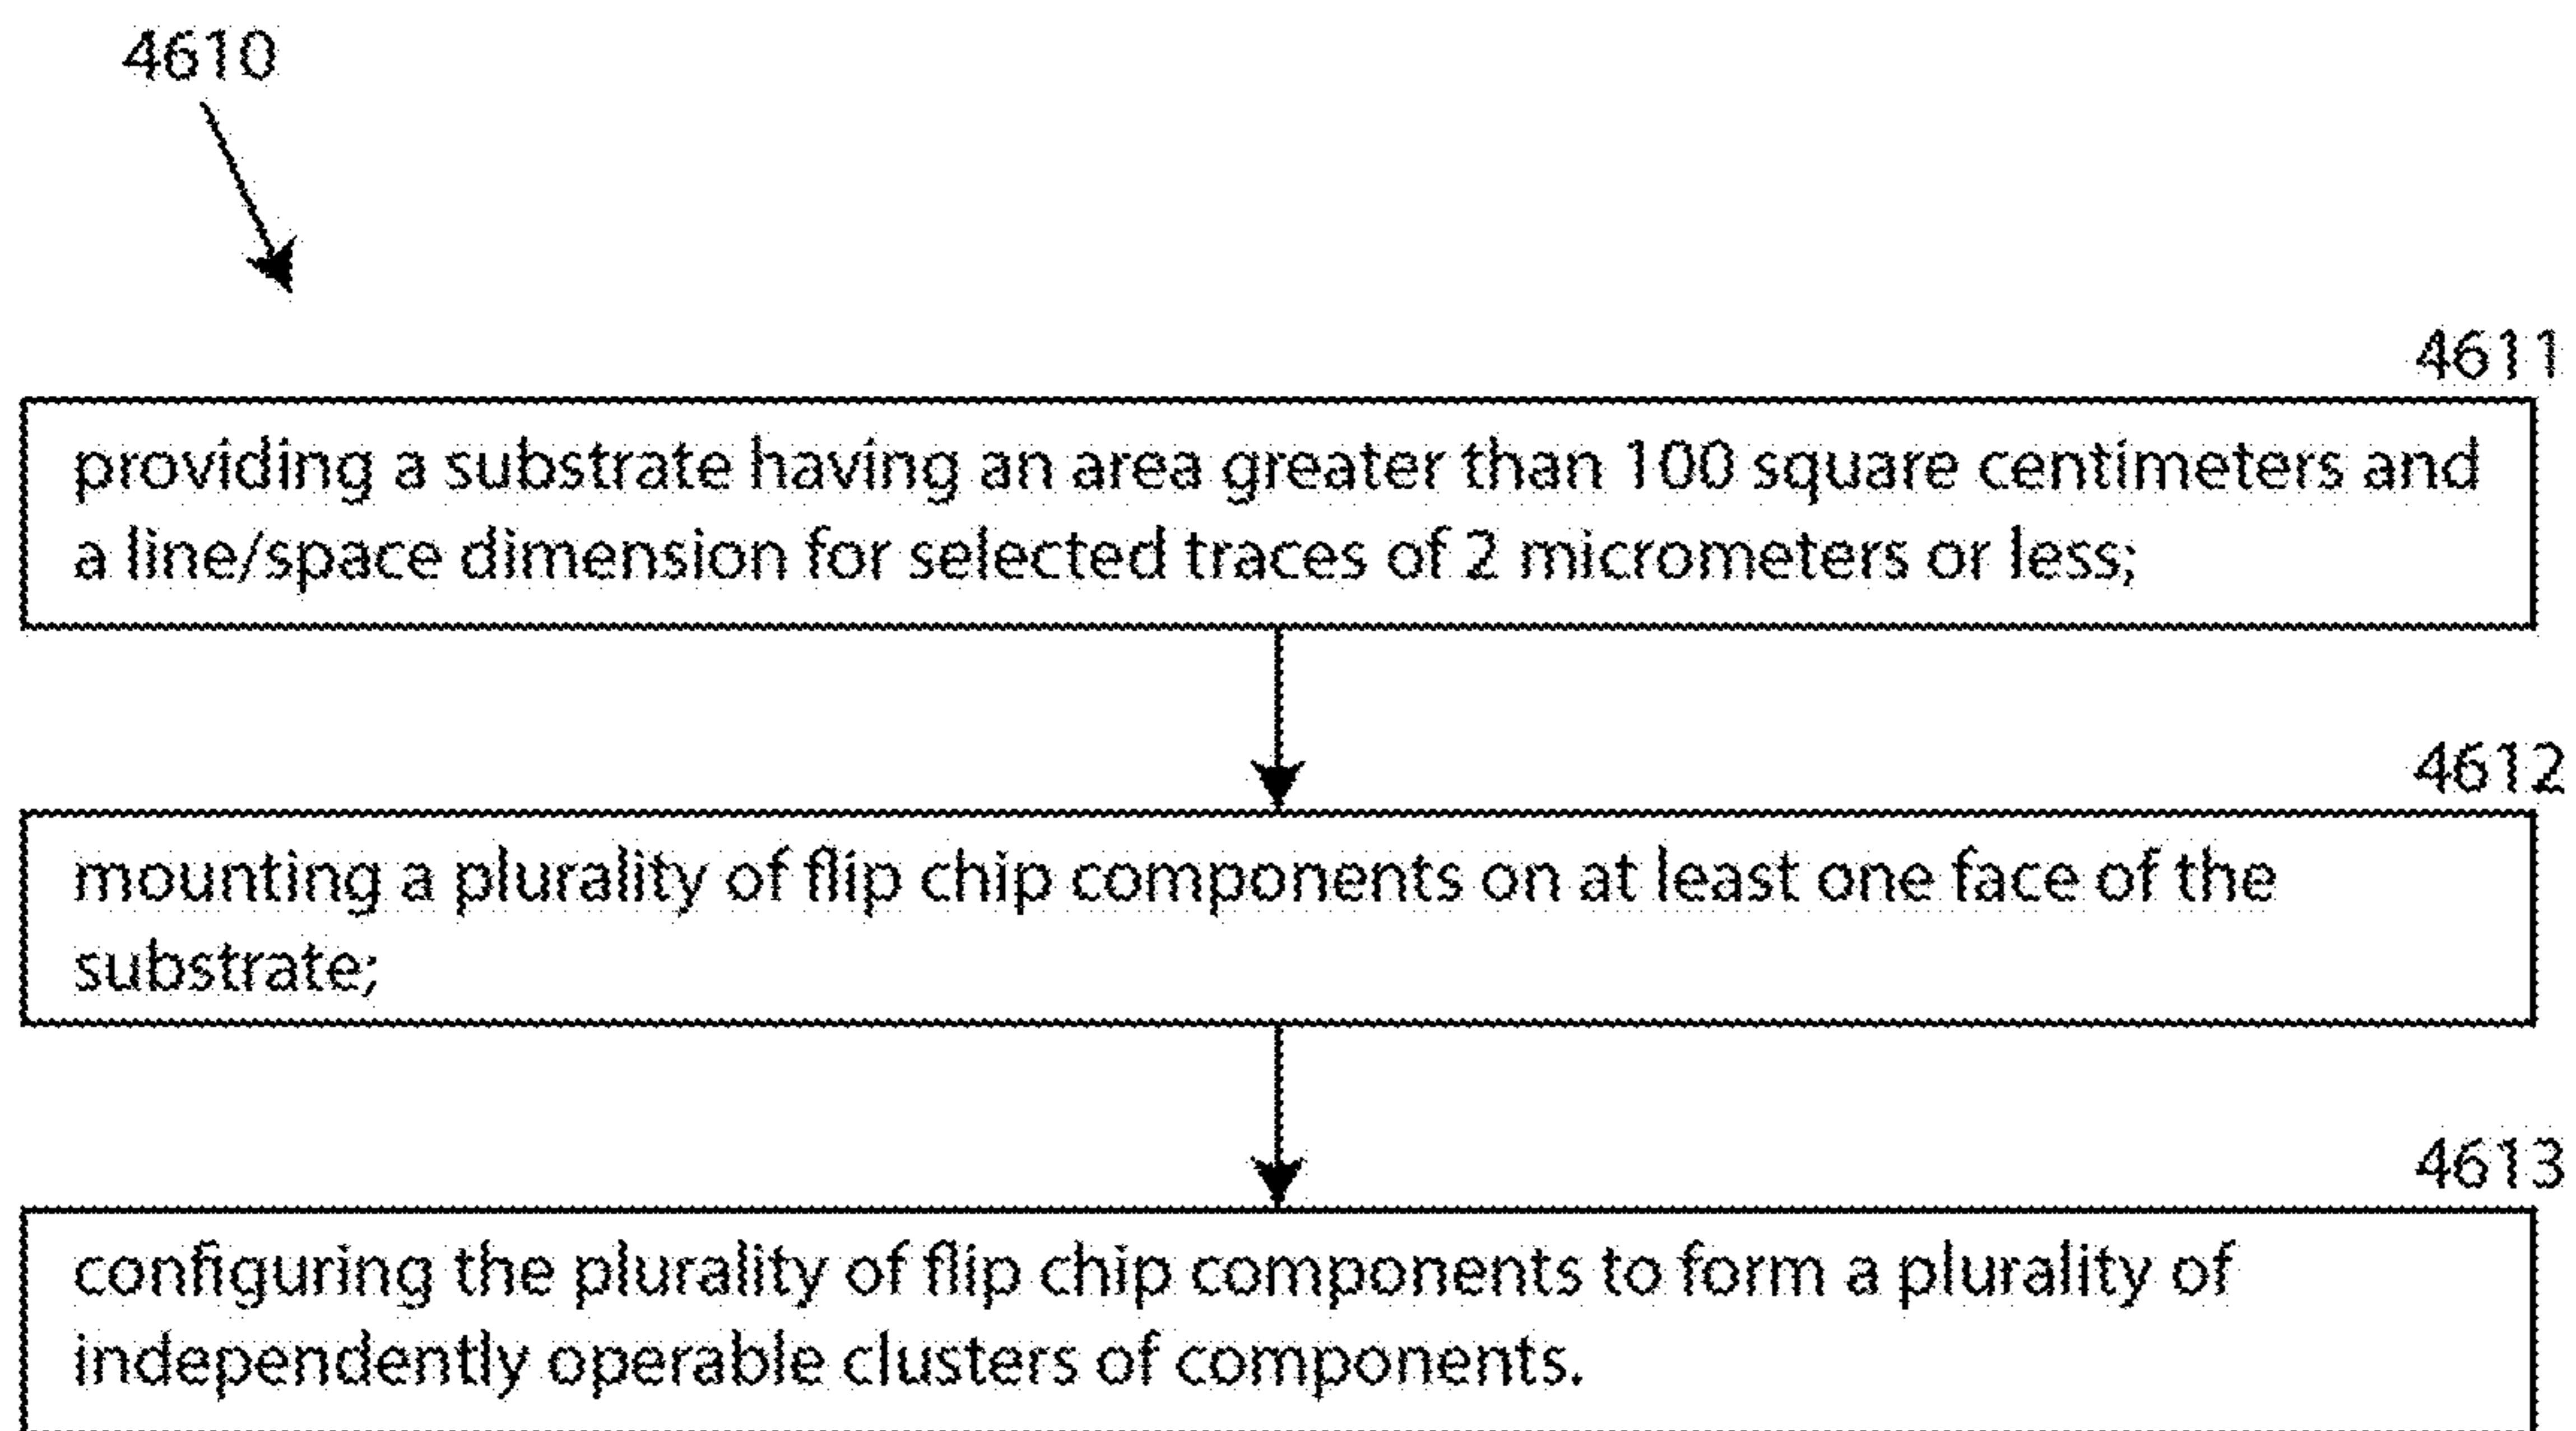 4610
4611
providing a substrate having an area greater than 100 square centimeters and
a line/space dimension for selected traces of 2 micrometers or less;
4612
mounting a plurality of flip chip components on at least one face of the
substrate;
4613
configuring the plurality of flip chip components to form a plurality of
independently operable clusters of components.